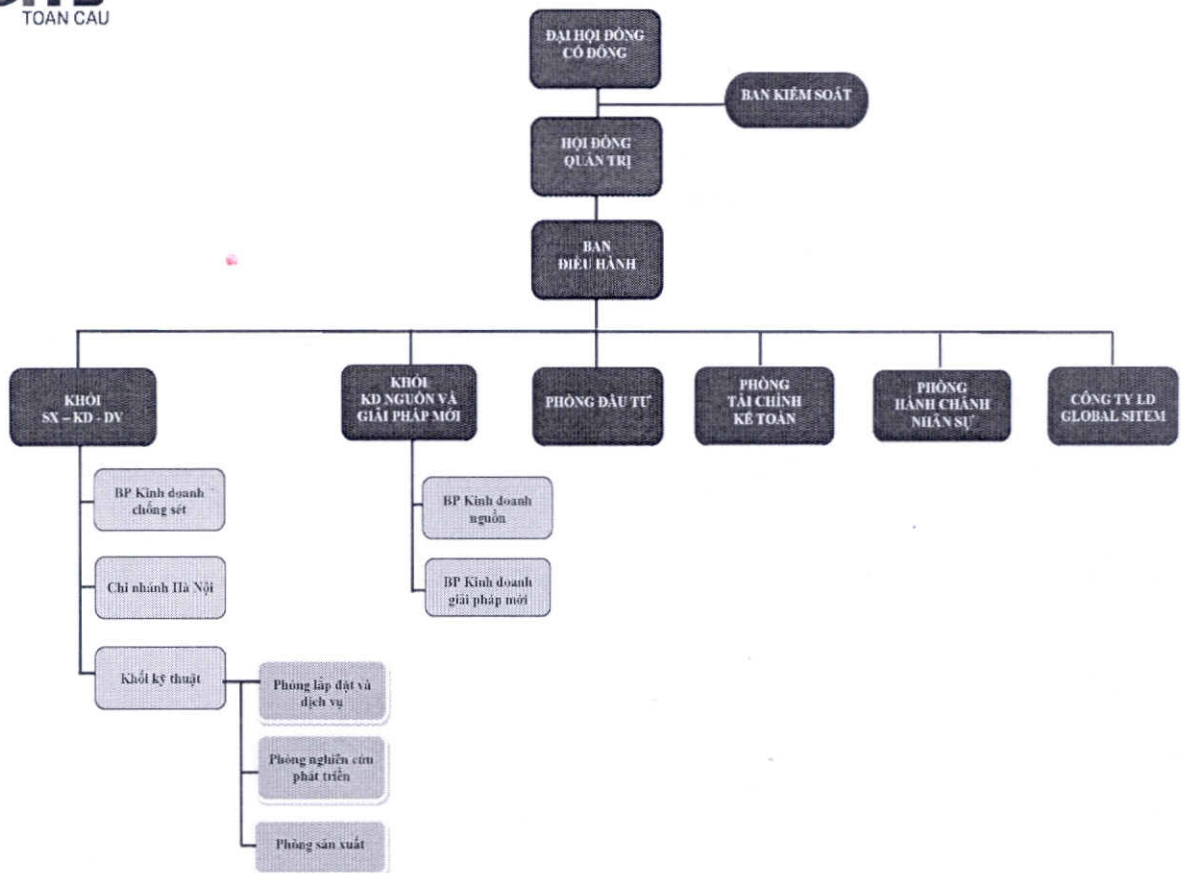 TOAN CAU
ĐẠI HỘI ĐỒNG
CỔ ĐÔNG
BAN KIỂM SOÁT
HỘI ĐỒNG
QUẢN TRỊ
BAN
ĐIỀU HÀNH
KHỐI
SX – KD - DV
KHỐI
KD NGUỒN VÀ
GIẢI PHÁP MỚI
PHÒNG ĐẦU TƯ
PHÒNG
TÀI CHÍNH
KẾ TOÁN
PHÒNG
HÀNH CHÁNH
NHÂN SỰ
CÔNG TY LD
GLOBAL SITEM
BP Kinh doanh
chống sét
Chi nhánh Hà Nội
Khối kỹ thuật
BP Kinh doanh
nguồn
BP Kinh doanh
giải pháp mới
Phòng lắp đặt và
dịch vụ
Phòng nghiên cứu
phát triển
Phòng sản xuất